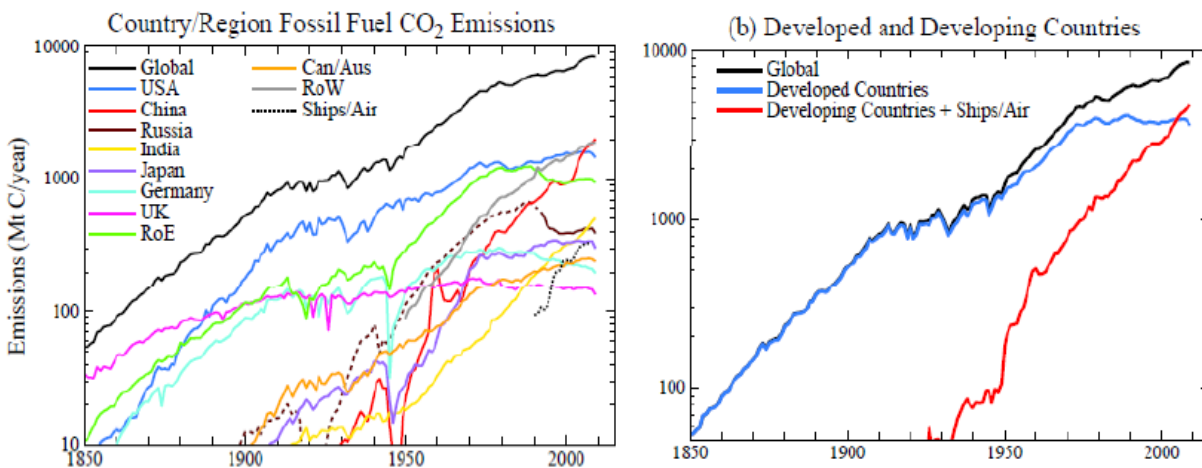 Country/Region Fossil Fuel CO₂ Emissions
10000
1000
100
10
Emissions (Mt C/year)
Global
USA
China
Russia
India
Japan
Germany
UK
RoE
Can/Aus
RoW
Ships/Air
1850 1900 1950 2000
(b) Developed and Developing Countries
10000
1000
100
Global
Developed Countries
Developing Countries + Ships/Air
1850 1900 1950 2000